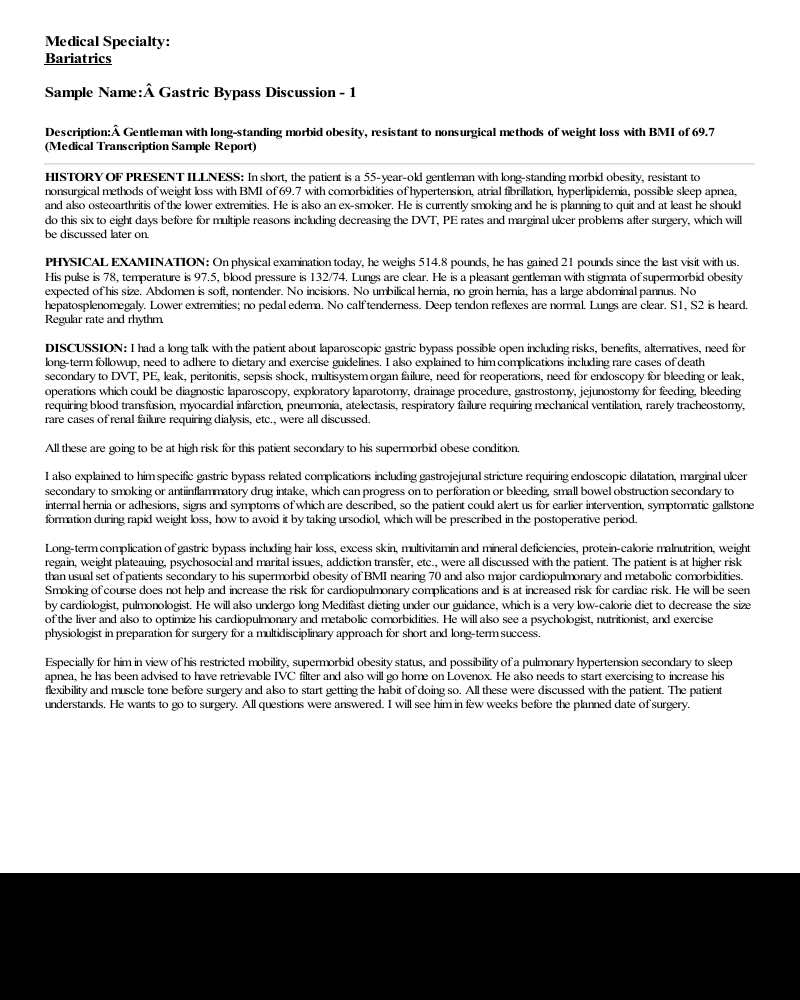 Medical Specialty:
Bariatrics
Sample Name:Â Gastric Bypass Discussion - 1
Description:Â Gentleman with long-standing morbid obesity, resistant to nonsurgical methods of weight loss with BMI of 69.7
(Medical Transcription Sample Report)
HISTORY OF PRESENT ILLNESS: In short, the patient is a 55-year-old gentleman with long-standing morbid obesity, resistant to
nonsurgical methods of weight loss with BMI of 69.7 with comorbidities of hypertension, atrial fibrillation, hyperlipidemia, possible sleep apnea,
and also osteoarthritis of the lower extremities. He is also an ex-smoker. He is currently smoking and he is planning to quit and at least he should
do this six to eight days before for multiple reasons including decreasing the DVT, PE rates and marginal ulcer problems after surgery, which will
be discussed later on.
PHYSICAL EXAMINATION: On physical examination today, he weighs 514.8 pounds, he has gained 21 pounds since the last visit with us.
His pulse is 78, temperature is 97.5, blood pressure is 132/74. Lungs are clear. He is a pleasant gentleman with stigmata of supermorbid obesity
expected of his size. Abdomen is soft, nontender. No incisions. No umbilical hernia, no groin hernia, has a large abdominal pannus. No
hepatosplenomegaly. Lower extremities; no pedal edema. No calf tenderness. Deep tendon reflexes are normal. Lungs are clear. S1, S2 is heard.
Regular rate and rhythm.
DISCUSSION: I had a long talk with the patient about laparoscopic gastric bypass possible open including risks, benefits, alternatives, need for
long-term followup, need to adhere to dietary and exercise guidelines. I also explained to him complications including rare cases of death
secondary to DVT, PE, leak, peritonitis, sepsis shock, multisystem organ failure, need for reoperations, need for endoscopy for bleeding or leak,
operations which could be diagnostic laparoscopy, exploratory laparotomy, drainage procedure, gastrostomy, jejunostomy for feeding, bleeding
requiring blood transfusion, myocardial infarction, pneumonia, atelectasis, respiratory failure requiring mechanical ventilation, rarely tracheostomy,
rare cases of renal failure requiring dialysis, etc., were all discussed.
All these are going to be at high risk for this patient secondary to his supermorbid obese condition.
I also explained to him specific gastric bypass related complications including gastrojejunal stricture requiring endoscopic dilatation, marginal ulcer
secondary to smoking or antiinflammatory drug intake, which can progress on to perforation or bleeding, small bowel obstruction secondary to
internal hernia or adhesions, signs and symptoms of which are described, so the patient could alert us for earlier intervention, symptomatic gallstone
formation during rapid weight loss, how to avoid it by taking ursodiol, which will be prescribed in the postoperative period.
Long-term complication of gastric bypass including hair loss, excess skin, multivitamin and mineral deficiencies, protein-calorie malnutrition, weight
regain, weight plateauing, psychosocial and marital issues, addiction transfer, etc., were all discussed with the patient. The patient is at higher risk
than usual set of patients secondary to his supermorbid obesity of BMI nearing 70 and also major cardiopulmonary and metabolic comorbidities.
Smoking of course does not help and increase the risk for cardiopulmonary complications and is at increased risk for cardiac risk. He will be seen
by cardiologist, pulmonologist. He will also undergo long Medifast dieting under our guidance, which is a very low-calorie diet to decrease the size
of the liver and also to optimize his cardiopulmonary and metabolic comorbidities. He will also see a psychologist, nutritionist, and exercise
physiologist in preparation for surgery for a multidisciplinary approach for short and long-term success.
Especially for him in view of his restricted mobility, supermorbid obesity status, and possibility of a pulmonary hypertension secondary to sleep
apnea, he has been advised to have retrievable IVC filter and also will go home on Lovenox. He also needs to start exercising to increase his
flexibility and muscle tone before surgery and also to start getting the habit of doing so. All these were discussed with the patient. The patient
understands. He wants to go to surgery. All questions were answered. I will see him in few weeks before the planned date of surgery.